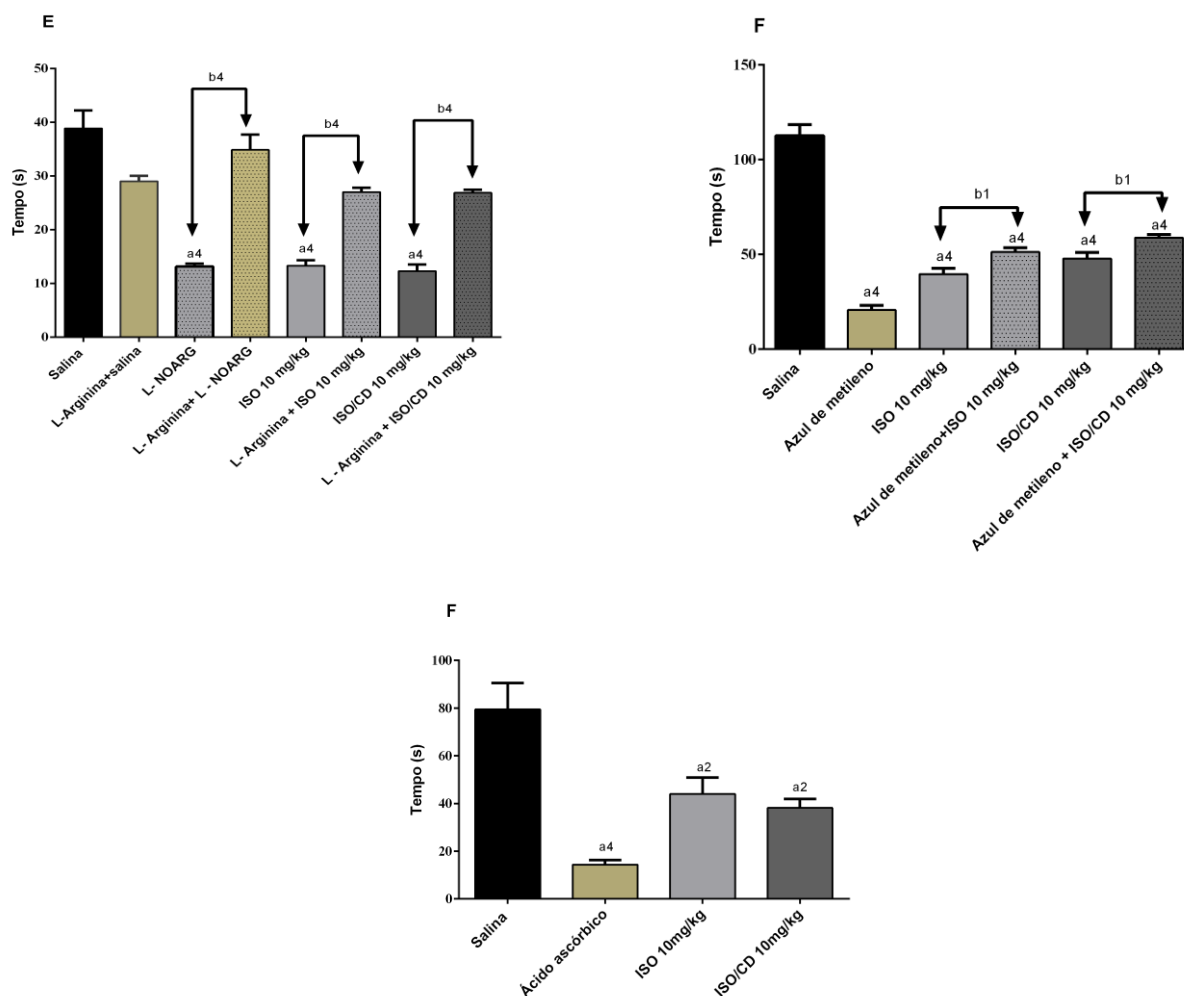 E
50
40
30
20
10
0
Tempo (s)
b4
b4
b4
a4
a4
a4
Salina
L-Arginina+salina
L- NOARG
L- Arginina+ L - NOARG
ISO 10 mg/kg
L- Arginina + ISO 10 mg/kg
ISO/CD 10 mg/kg
L - Arginina + ISO/CD 10 mg/kg
F
150
100
50
0
Tempo (s)
b1
b1
a4
a4
a4
a4
a4
Salina
Azul de metileno
ISO 10 mg/kg
Azul de metileno+ISO 10 mg/kg
ISO/CD 10 mg/kg
Azul de metileno + ISO/CD 10 mg/kg
F
100
80
60
40
20
0
Tempo (s)
a4
a2
a2
Salina
Ácido ascórbico
ISO 10mg/kg
ISO/CD 10mg/kg